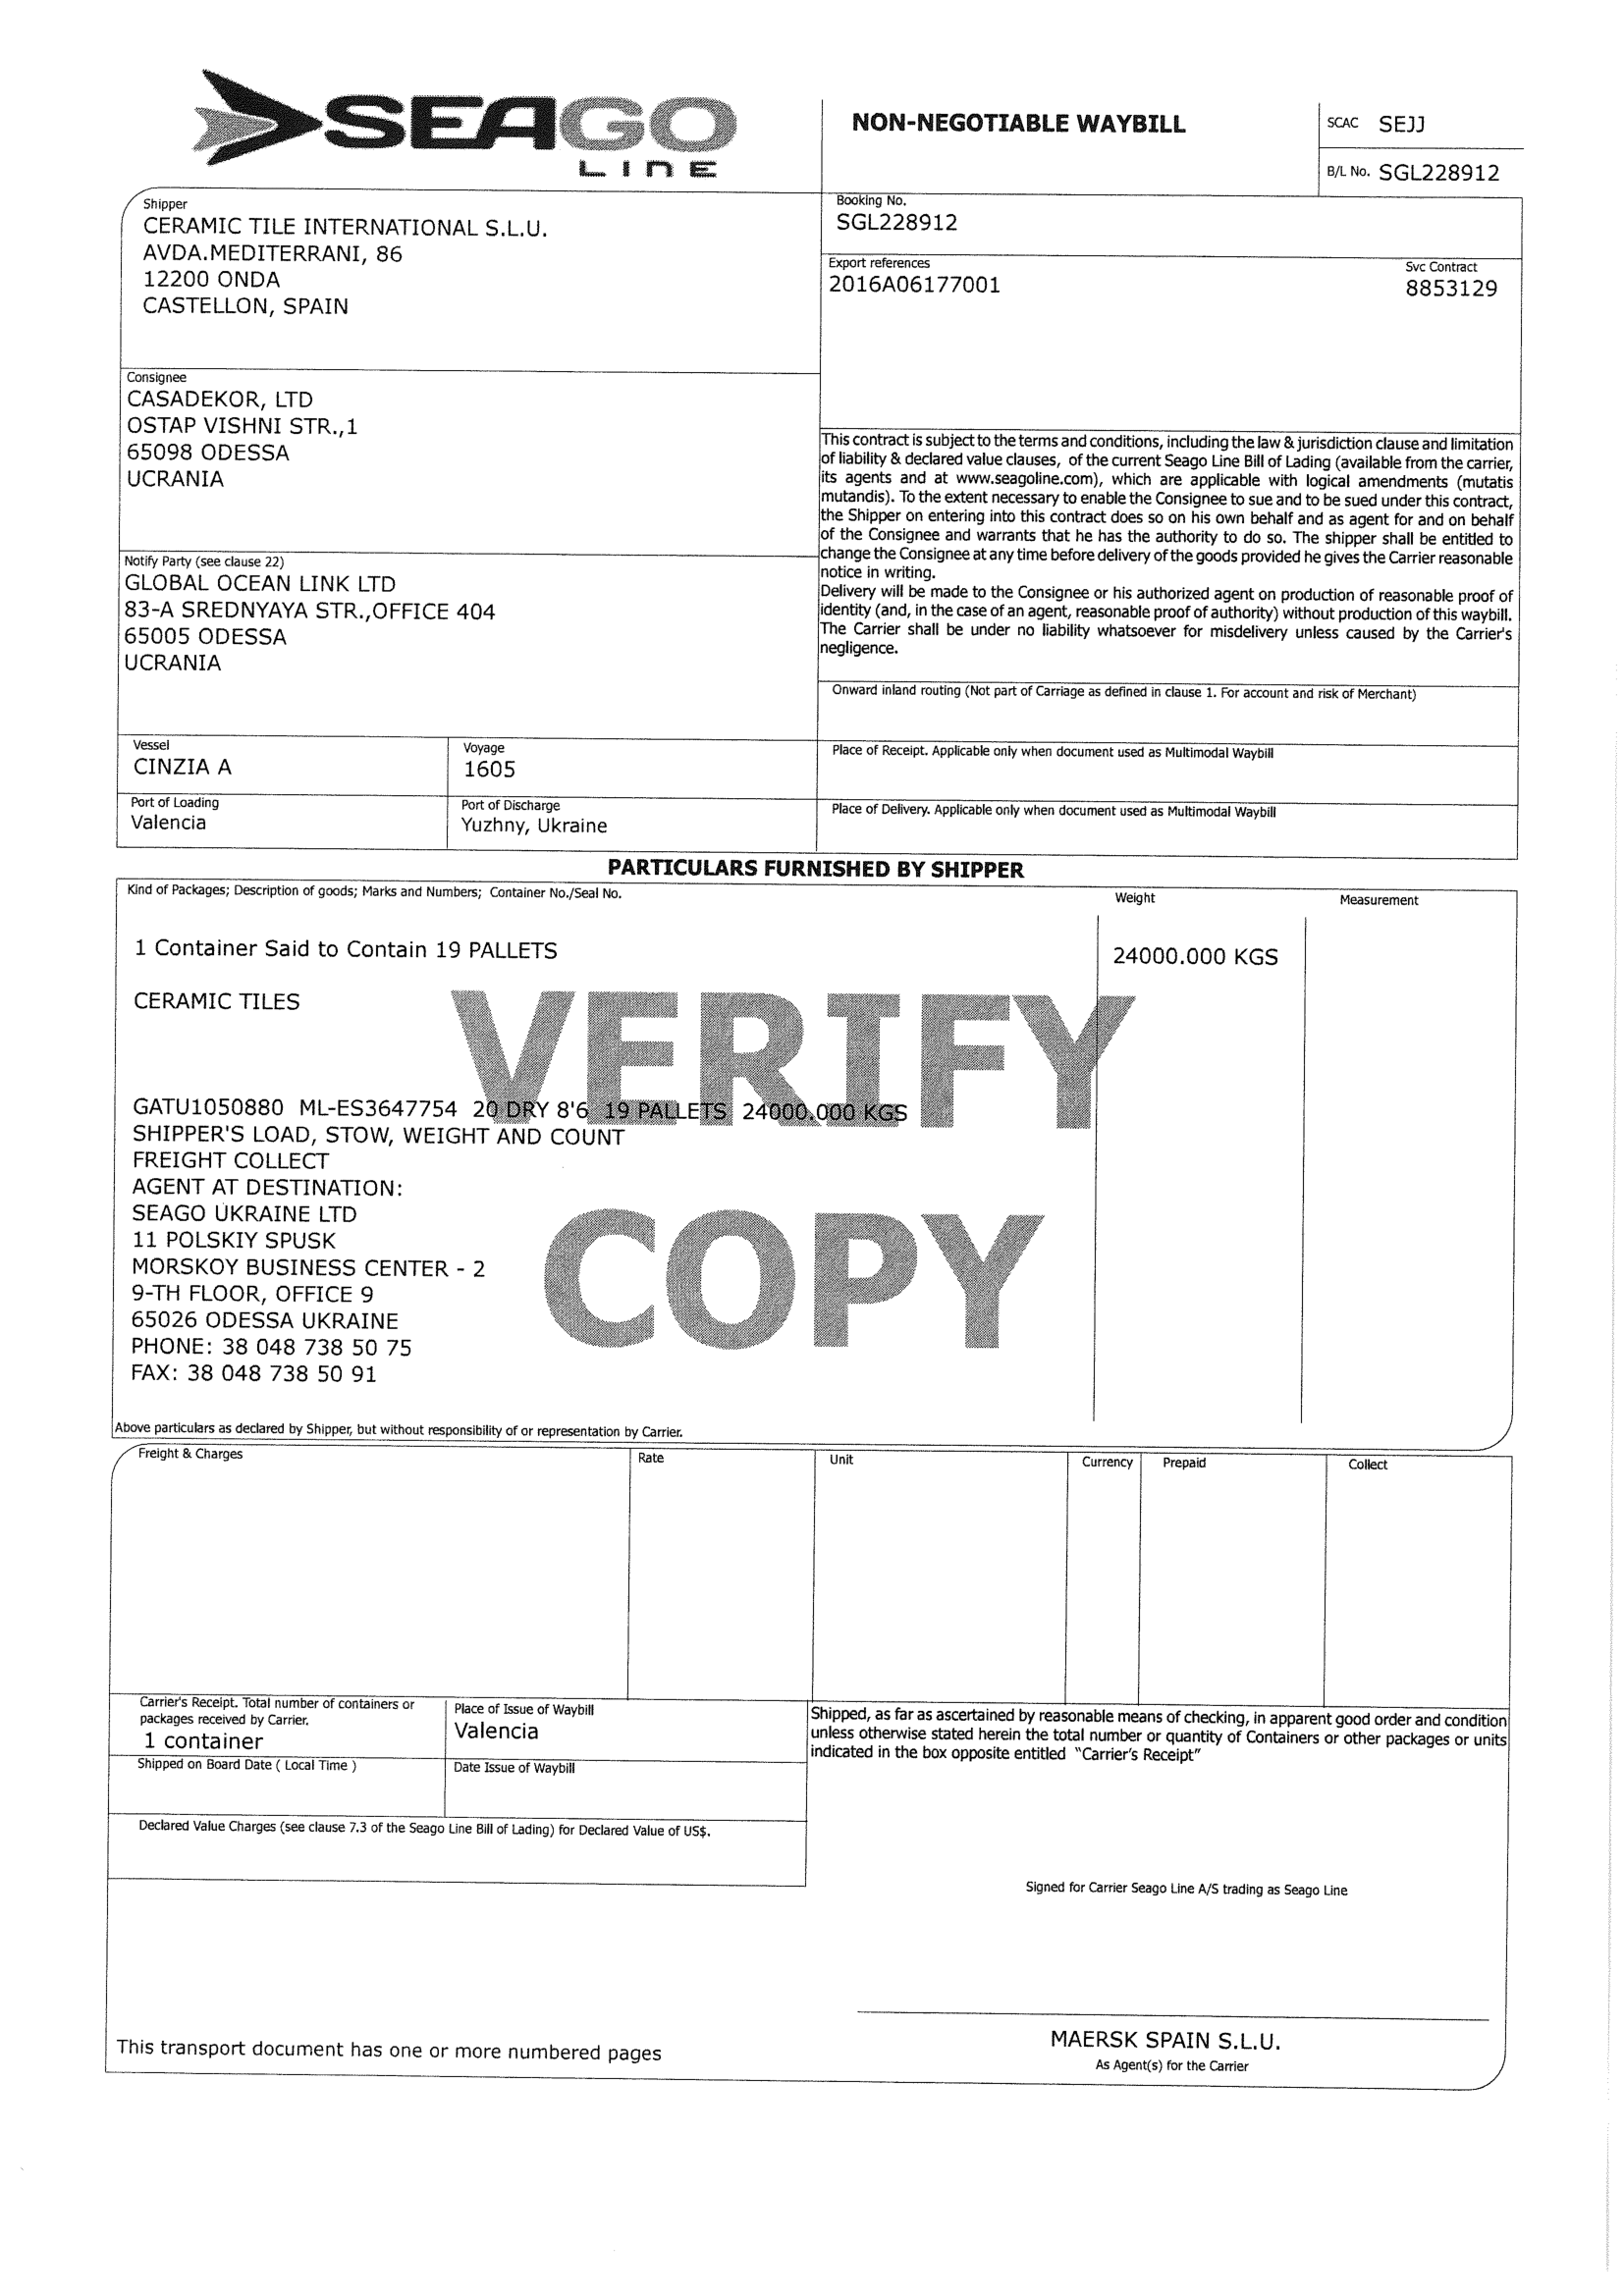 SEAGO
LINE
NON-NEGOTIABLE WAYBILL
SCAC SEJJ
B/L No. SGL228912
Shipper
CERAMIC TILE INTERNATIONAL S.L.U.
AVDA.MEDITERRANI, 86
12200 ONDA
CASTELLON, SPAIN
Booking No.
SGL228912
Export references
2016A06177001
Svc Contract
8853129
Consignee
CASADEKOR, LTD
OSTAP VISHNI STR.,1
65098 ODESSA
UCRANIA
This contract is subject to the terms and conditions, including the law & jurisdiction clause and limitation
of liability & declared value clauses, of the current Seago Line Bill of Lading (available from the carrier,
its agents and at www.seagoline.com), which are applicable with logical amendments (mutatis
mutandis). To the extent necessary to enable the Consignee to sue and to be sued under this contract,
the Shipper on entering into this contract does so on his own behalf and as agent for and on behalf
of the Consignee and warrants that he has the authority to do so. The shipper shall be entitled to
change the Consignee at any time before delivery of the goods provided he gives the Carrier reasonable
notice in writing.
Delivery will be made to the Consignee or his authorized agent on production of reasonable proof of
identity (and, in the case of an agent, reasonable proof of authority) without production of this waybill.
The Carrier shall be under no liability whatsoever for misdelivery unless caused by the Carrier's
negligence.
Notify Party (see clause 22)
GLOBAL OCEAN LINK LTD
83-A SREDNYAYA STR.,OFFICE 404
65005 ODESSA
UCRANIA
Onward inland routing (Not part of Carriage as defined in clause 1. For account and risk of Merchant)
Vessel
CINZIA A
Voyage
1605
Place of Receipt. Applicable only when document used as Multimodal Waybill
Port of Loading
Valencia
Port of Discharge
Yuzhny, Ukraine
Place of Delivery. Applicable only when document used as Multimodal Waybill
PARTICULARS FURNISHED BY SHIPPER
Kind of Packages; Description of goods; Marks and Numbers; Container No./Seal No.
Weight
Measurement
1 Container Said to Contain 19 PALLETS
24000.000 KGS
CERAMIC TILES
VERIFY
GATU1050880 ML-ES3647754 20 DRY 8'6 19 PALLETS 24000.000 KGS
SHIPPER'S LOAD, STOW, WEIGHT AND COUNT
FREIGHT COLLECT
AGENT AT DESTINATION:
SEAGO UKRAINE LTD
11 POLSKIY SPUSK
MORSKOY BUSINESS CENTER - 2
9-TH FLOOR, OFFICE 9
65026 ODESSA UKRAINE
PHONE: 38 048 738 50 75
FAX: 38 048 738 50 91
COPY
Above particulars as declared by Shipper, but without responsibility of or representation by Carrier.
Freight & Charges
Rate
Unit
Currency
Prepaid
Collect
Carrier's Receipt. Total number of containers or
packages received by Carrier.
1 container
Place of Issue of Waybill
Valencia
Shipped, as far as ascertained by reasonable means of checking, in apparent good order and condition
unless otherwise stated herein the total number or quantity of Containers or other packages or units
indicated in the box opposite entitled "Carrier's Receipt"
Shipped on Board Date ( Local Time )
Date Issue of Waybill
Declared Value Charges (see clause 7.3 of the Seago Line Bill of Lading) for Declared Value of US$.
Signed for Carrier Seago Line A/S trading as Seago Line
This transport document has one or more numbered pages
MAERSK SPAIN S.L.U.
As Agent(s) for the Carrier